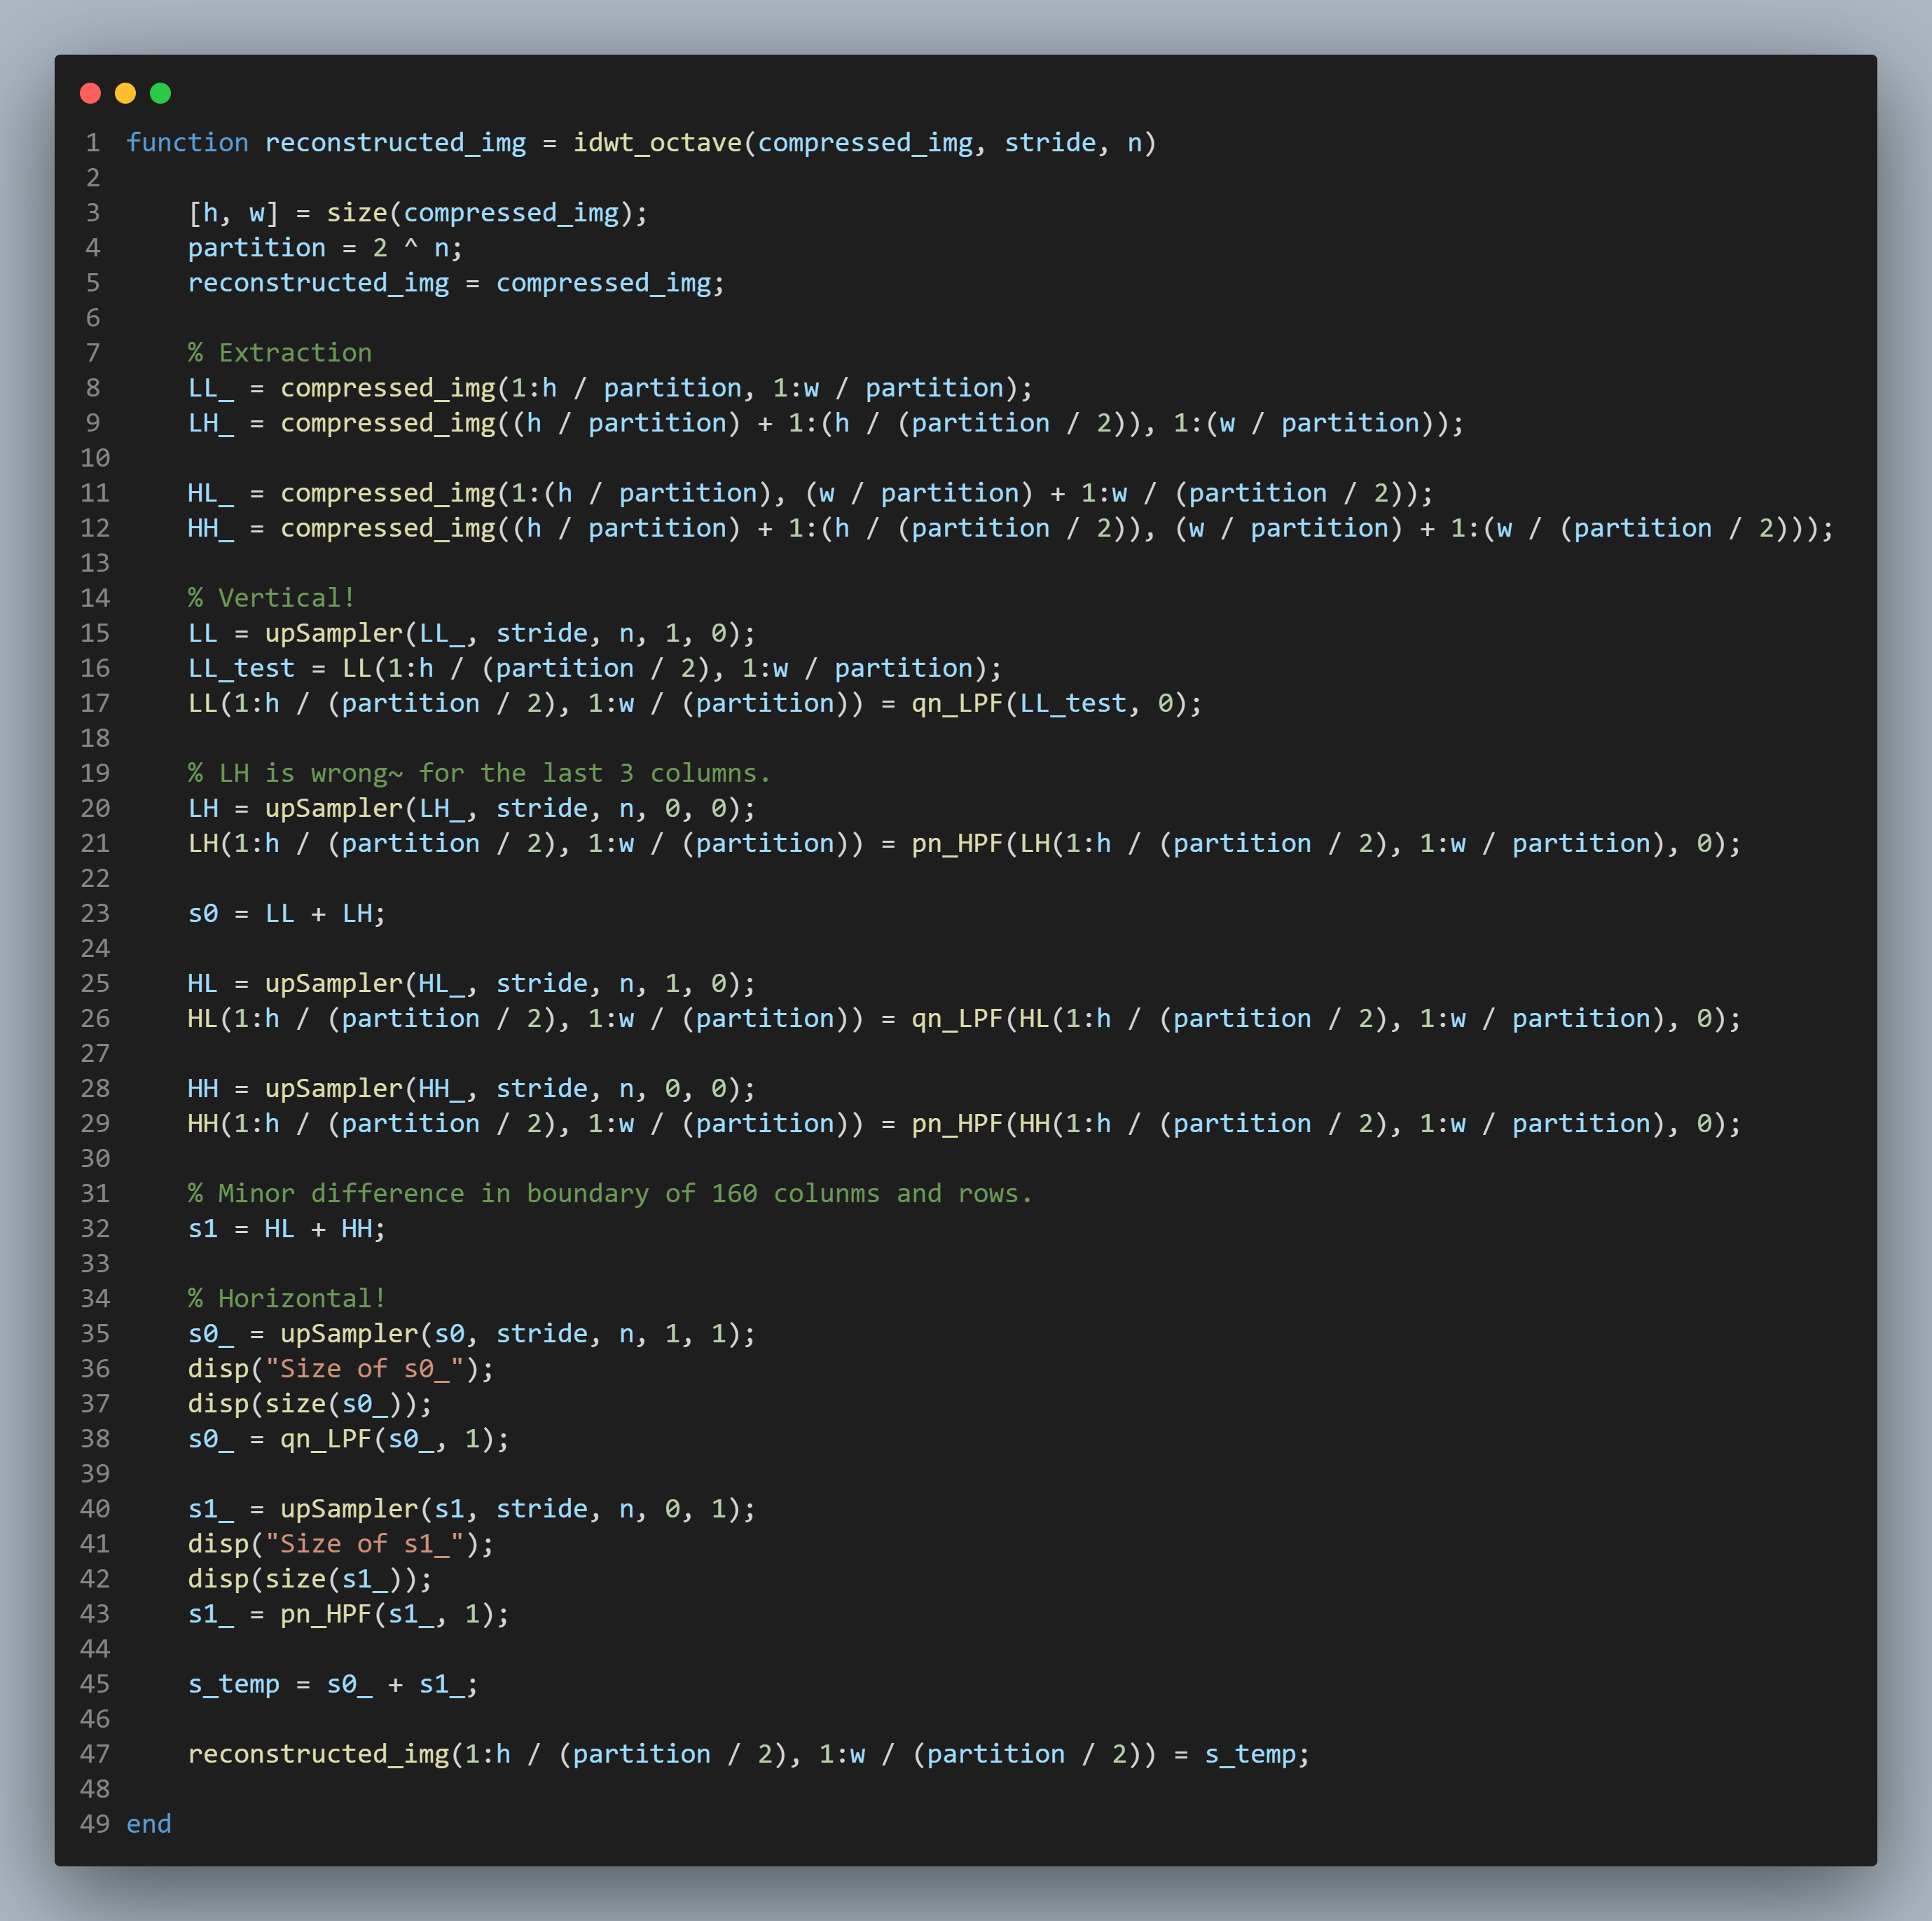 1 function reconstructed_img = idwt_octave(compressed_img, stride, n)
2
3     [h, w] = size(compressed_img);
4     partition = 2 ^ n;
5     reconstructed_img = compressed_img;
6
7     % Extraction
8     LL_ = compressed_img(1:h / partition, 1:w / partition);
9     LH_ = compressed_img((h / partition) + 1:(h / (partition / 2)), 1:(w / partition));
10
11     HL_ = compressed_img(1:(h / partition), (w / partition) + 1:w / (partition / 2));
12     HH_ = compressed_img((h / partition) + 1:(h / (partition / 2)), (w / partition) + 1:(w / (partition / 2)));
13
14     % Vertical!
15     LL = upSampler(LL_, stride, n, 1, 0);
16     LL_test = LL(1:h / (partition / 2), 1:w / partition);
17     LL(1:h / (partition / 2), 1:w / (partition)) = qn_LPF(LL_test, 0);
18
19     % LH is wrong~ for the last 3 columns.
20     LH = upSampler(LH_, stride, n, 0, 0);
21     LH(1:h / (partition / 2), 1:w / (partition)) = pn_HPF(LH(1:h / (partition / 2), 1:w / partition), 0);
22
23     s0 = LL + LH;
24
25     HL = upSampler(HL_, stride, n, 1, 0);
26     HL(1:h / (partition / 2), 1:w / (partition)) = qn_LPF(HL(1:h / (partition / 2), 1:w / partition), 0);
27
28     HH = upSampler(HH_, stride, n, 0, 0);
29     HH(1:h / (partition / 2), 1:w / (partition)) = pn_HPF(HH(1:h / (partition / 2), 1:w / partition), 0);
30
31     % Minor difference in boundary of 160 colunms and rows.
32     s1 = HL + HH;
33
34     % Horizontal!
35     s0_ = upSampler(s0, stride, n, 1, 1);
36     disp("Size of s0_");
37     disp(size(s0_));
38     s0_ = qn_LPF(s0_, 1);
39
40     s1_ = upSampler(s1, stride, n, 0, 1);
41     disp("Size of s1_");
42     disp(size(s1_));
43     s1_ = pn_HPF(s1_, 1);
44
45     s_temp = s0_ + s1_;
46
47     reconstructed_img(1:h / (partition / 2), 1:w / (partition / 2)) = s_temp;
48
49 end